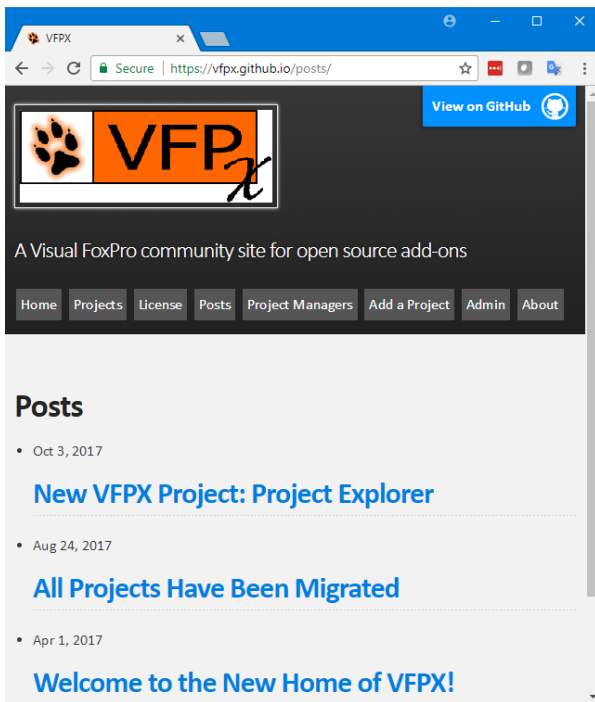 VFPX
Secure https://vfpx.github.io/posts/
View on GitHub
VFPx
A Visual FoxPro community site for open source add-ons
Home Projects License Posts Project Managers Add a Project Admin About
Posts
Oct 3, 2017
New VFPX Project: Project Explorer
Aug 24, 2017
All Projects Have Been Migrated
Apr 1, 2017
Welcome to the New Home of VFPX!